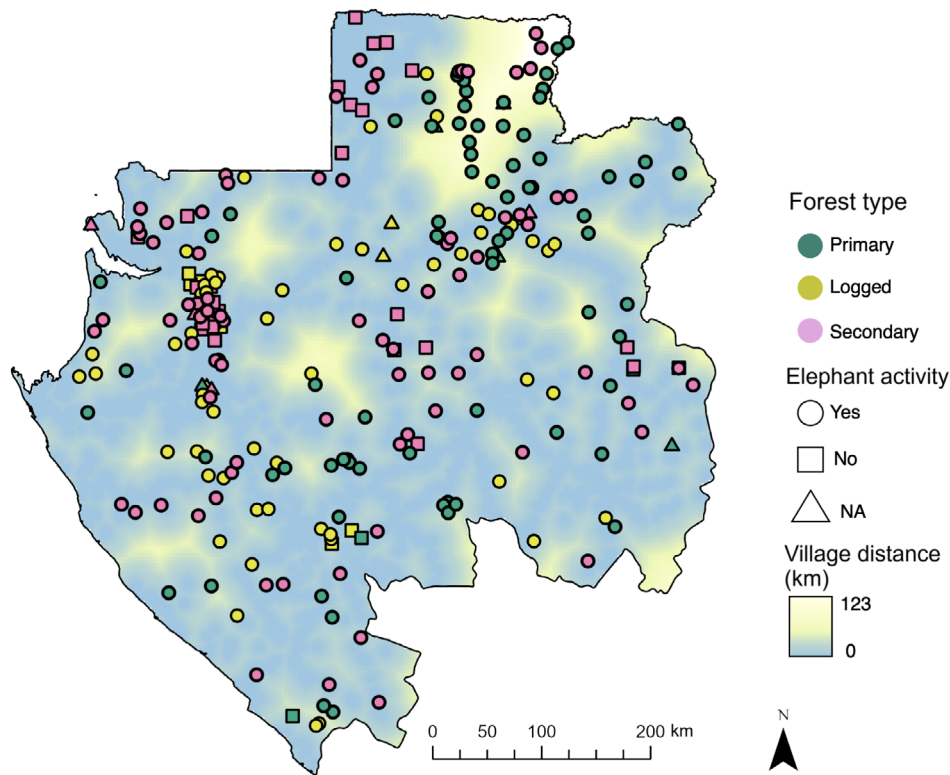 Forest type
Primary
Logged
Secondary
Elephant activity
Yes
No
NA
Village distance
(km)
123
0
N
0 50 100 200 km